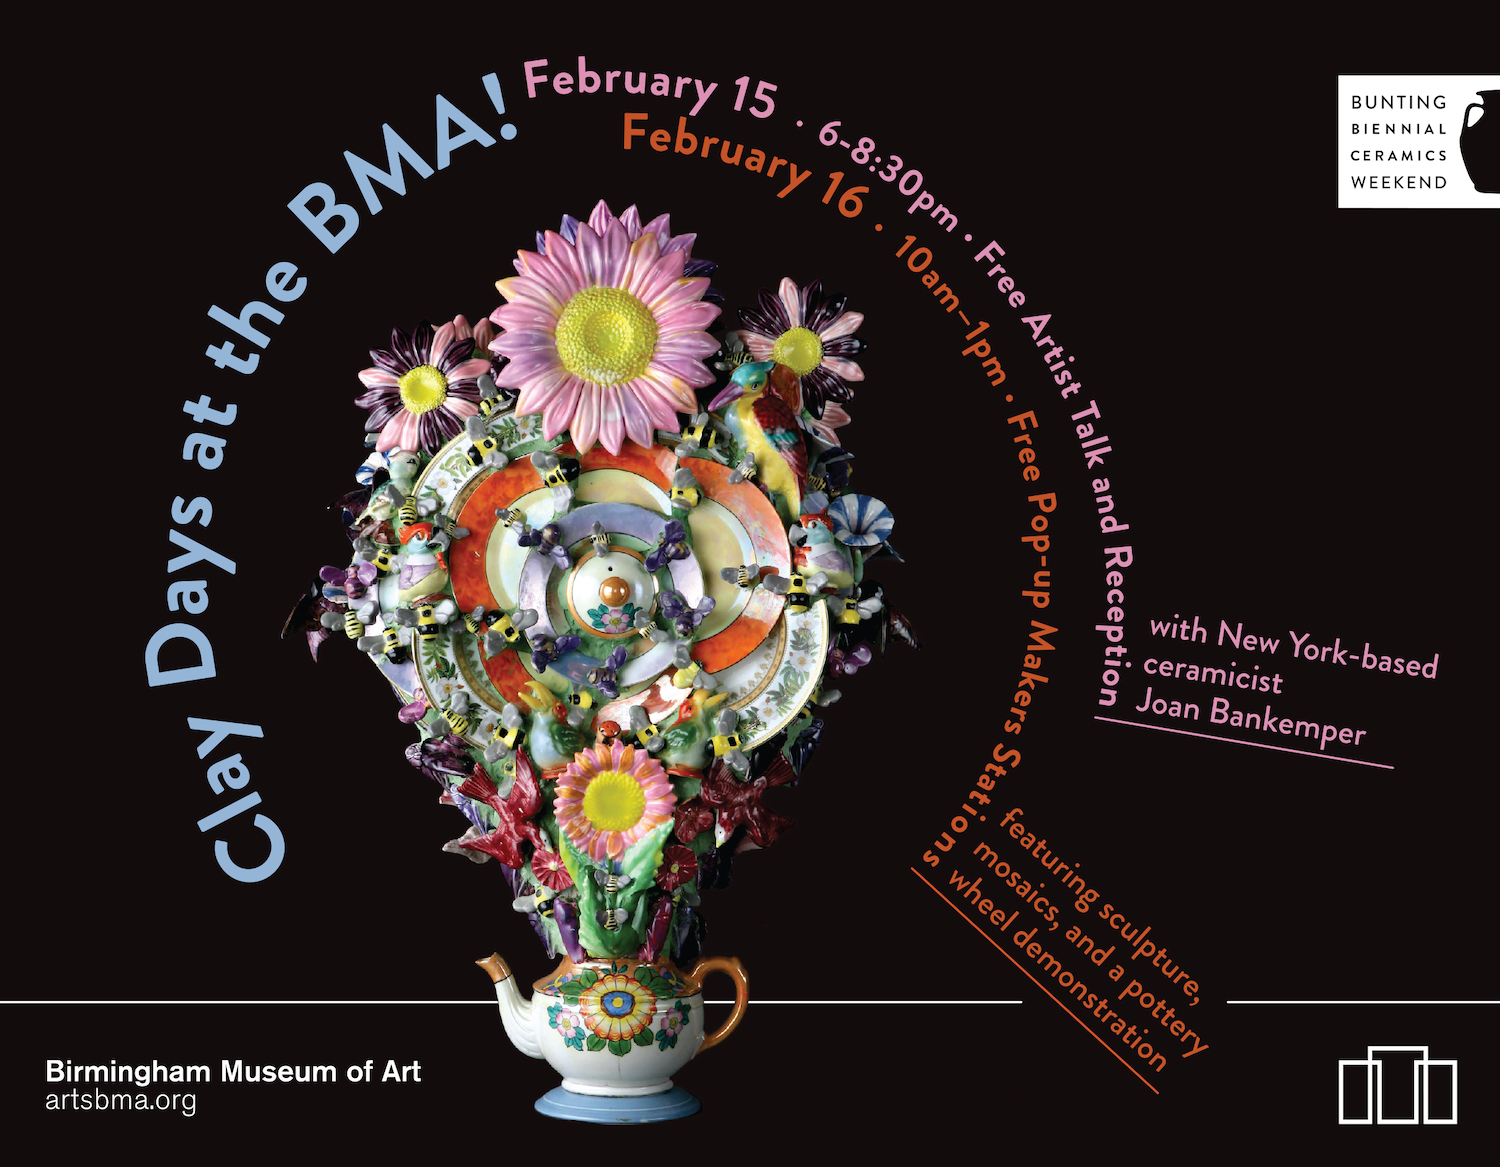 Clay Days at the BMA!
February 15 . 6-8:30pm • Free Artist Talk and Reception
with New York-based
ceramicist
Joan Bankemper
February 16 • 10am–1pm • Free Pop-up Makers Stations
featuring sculpture,
mosaics, and a pottery
wheel demonstration
BUNTING
BIENNIAL
CERAMICS
WEEKEND
Birmingham Museum of Art
artsbma.org